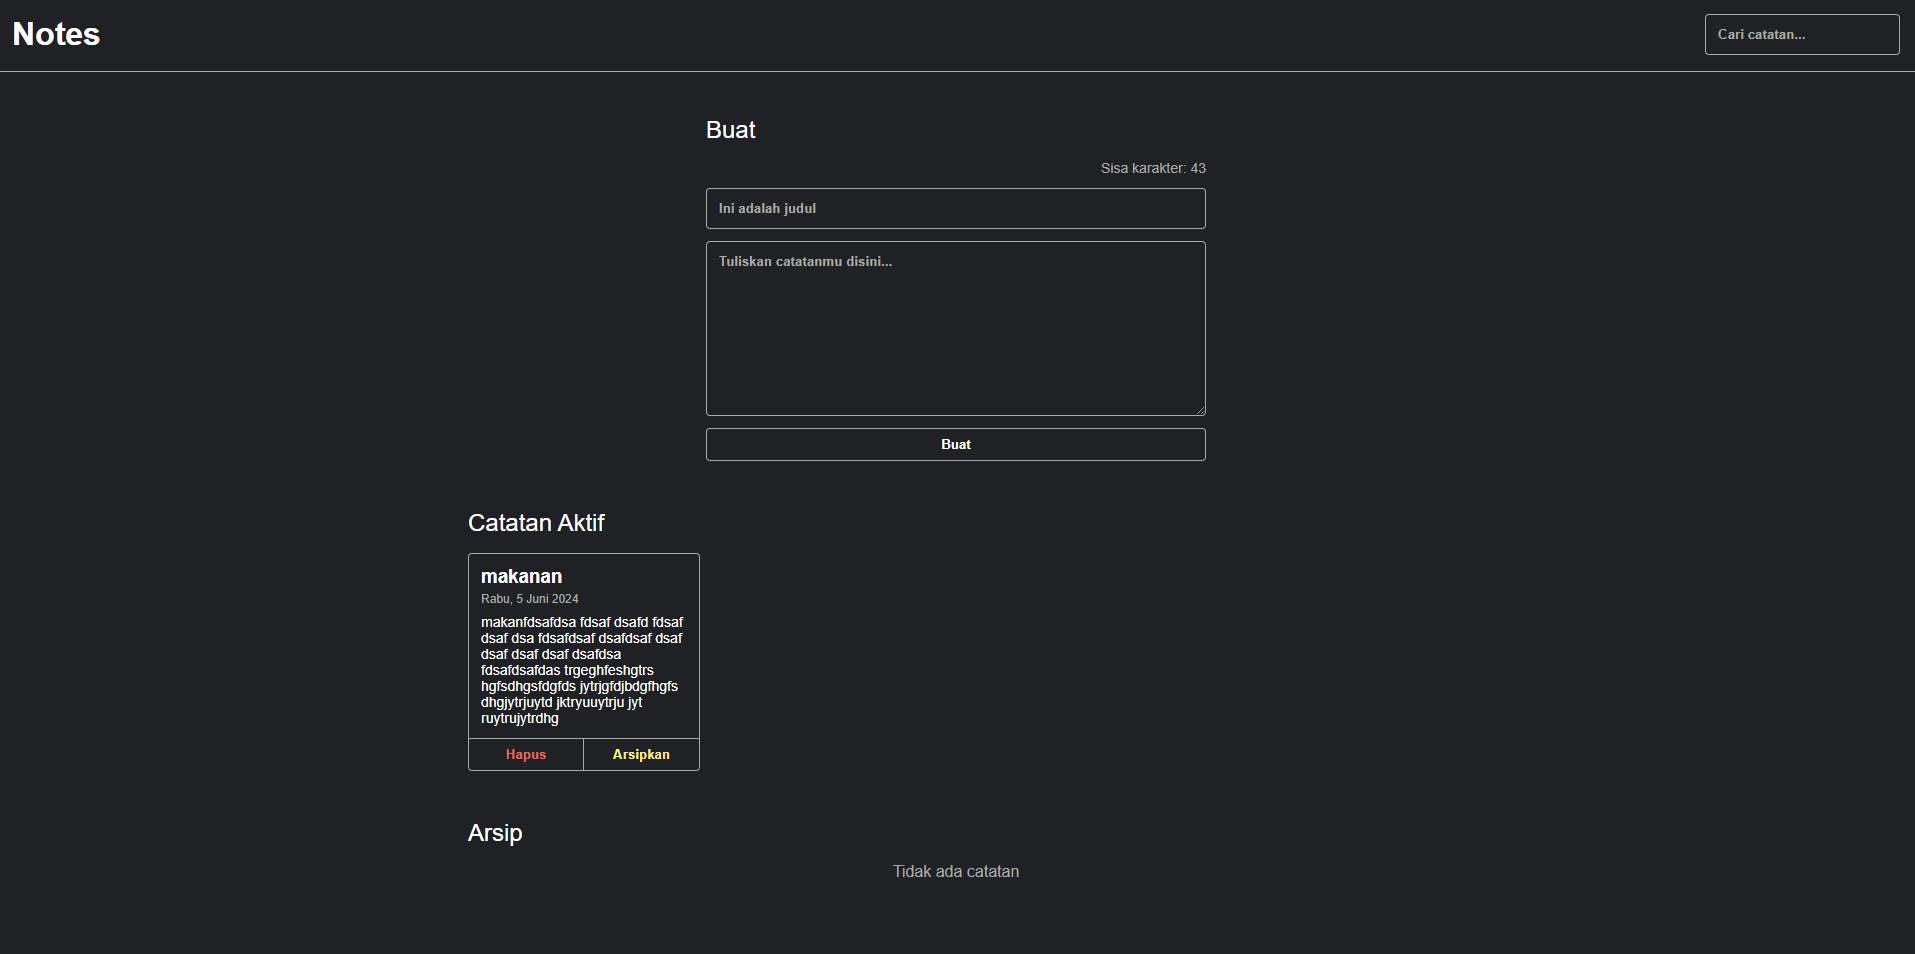 Notes
Cari catatan...
Buat
Sisa karakter: 43
Ini adalah judul
Tuliskan catatanmu disini...
Buat
Catatan Aktif
makanan
Rabu, 5 Juni 2024
makanfdsafdsa fdsaf dsafd fdsaf
dsaf dsa fdsafdsaf dsafdsaf dsaf
dsaf dsaf dsaf dsafdsa
fdsafdsafdas trgeghfeshgtrs
hgfsdhgsfdgfds jytrjgfdjbdgfhgfs
dhgjytrjuytd jktryuuytrju jyt
ruytrujytrdhg
Hapus
Arsipkan
Arsip
Tidak ada catatan